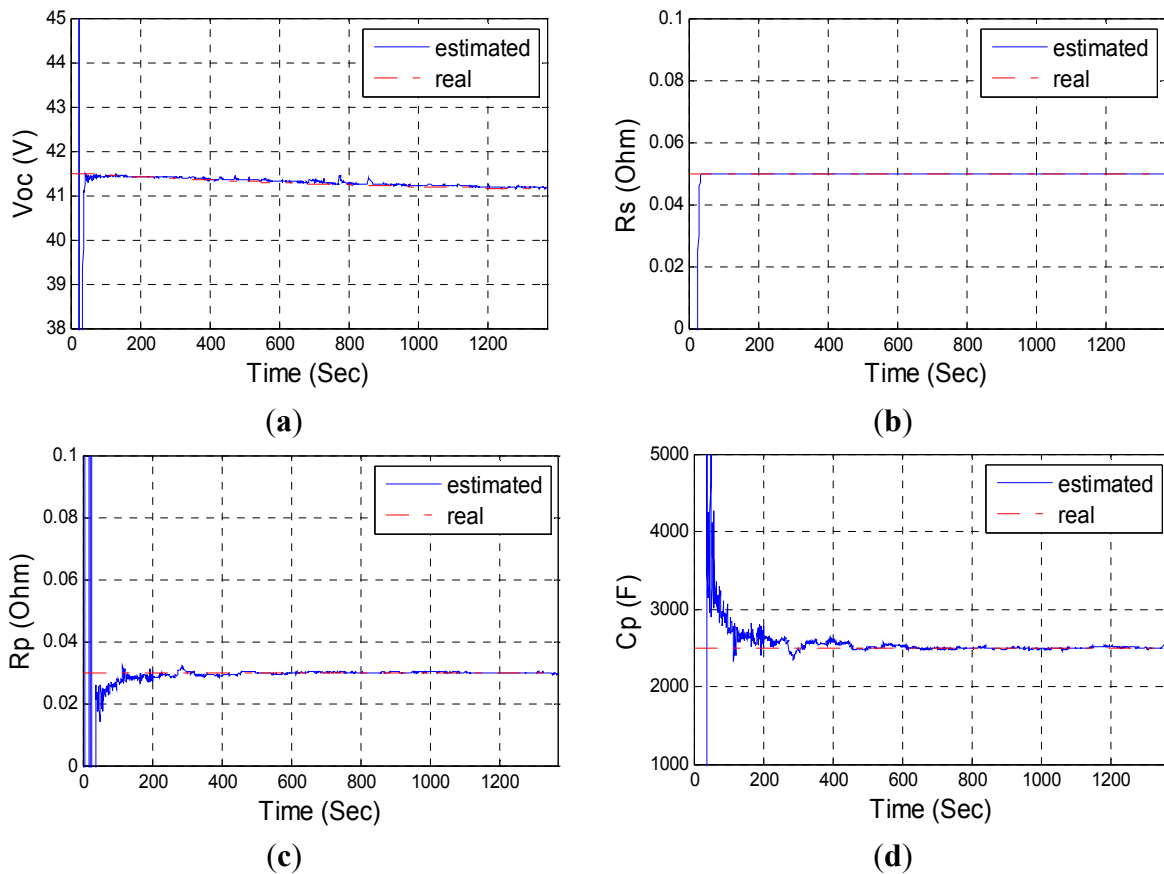 45
44
43
42
41
40
39
38
Voc (V)
estimated
real
0 200 400 600 800 1000 1200
Time (Sec)
(a)
0.1
0.08
0.06
0.04
0.02
0
Rs (Ohm)
estimated
real
0 200 400 600 800 1000 1200
Time (Sec)
(b)
0.1
0.08
0.06
0.04
0.02
0
Rp (Ohm)
estimated
real
0 200 400 600 800 1000 1200
Time (Sec)
(c)
5000
4000
3000
2000
1000
Cp (F)
estimated
real
0 200 400 600 800 1000 1200
Time (Sec)
(d)